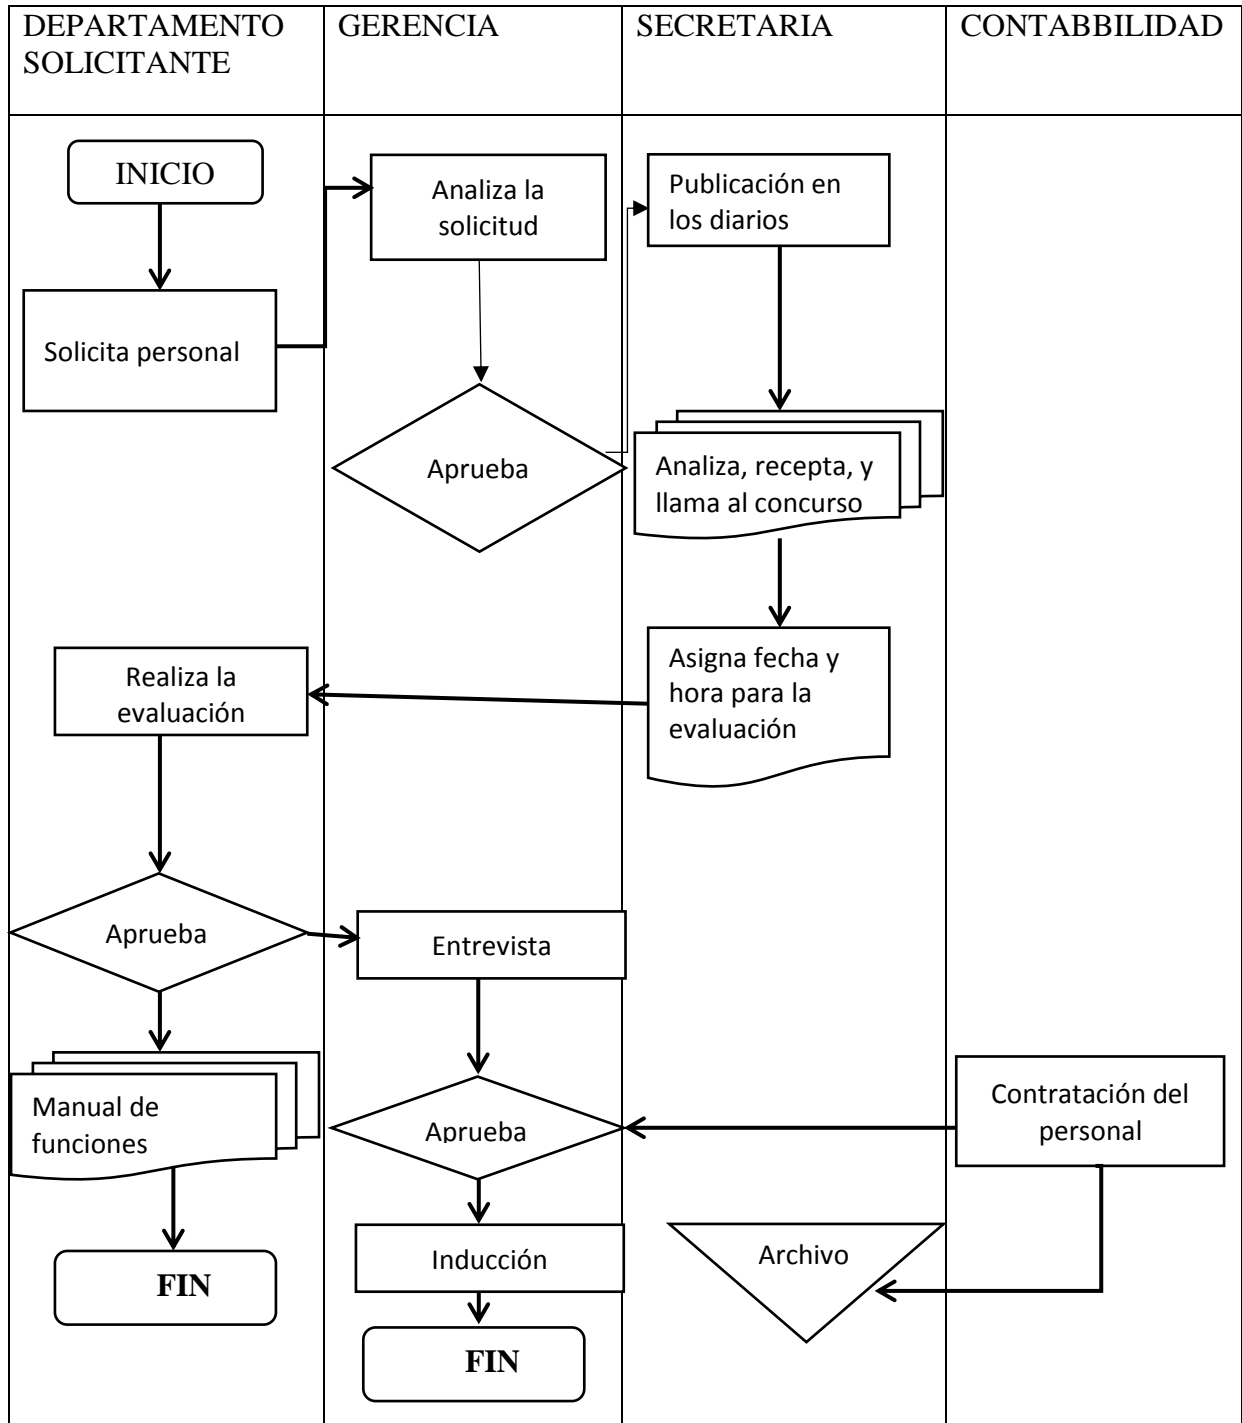 DEPARTAMENTO
SOLICITANTE
GERENCIA
SECRETARIA
CONTABBILIDAD
INICIO
Analiza la
solicitud
Publicación en
los diarios
Solicita personal
Aprueba
Analiza, recepta, y
llama al concurso
Realiza la
evaluación
Asigna fecha y
hora para la
evaluación
Aprueba
Entrevista
Manual de
funciones
Aprueba
Contratación del
personal
Inducción
Archivo
FIN
FIN